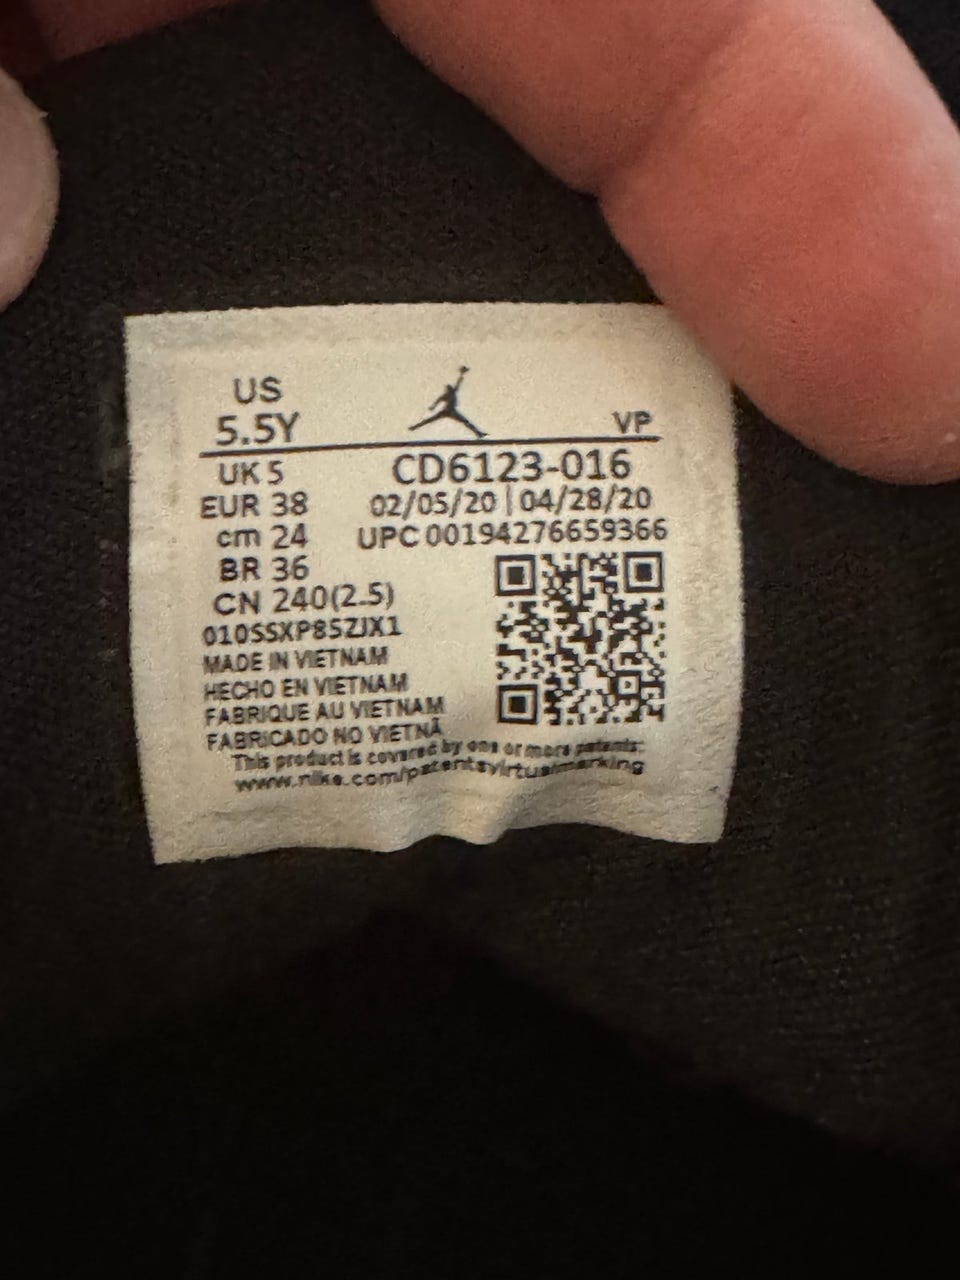 US
5.5Y
VP
UK 5
CD6123-016
EUR 38
02/05/20 | 04/28/20
cm 24
UPC 00194276659366
BR 36
CN 240(2.5)
010SSXP85ZJX1
MADE IN VIETNAM
HECHO EN VIETNAM
FABRIQUE AU VIETNAM
FABRICADO NO VIETNÃ
This product is covered by one or more patents:
www.nike.com/patentsvirtualmarking